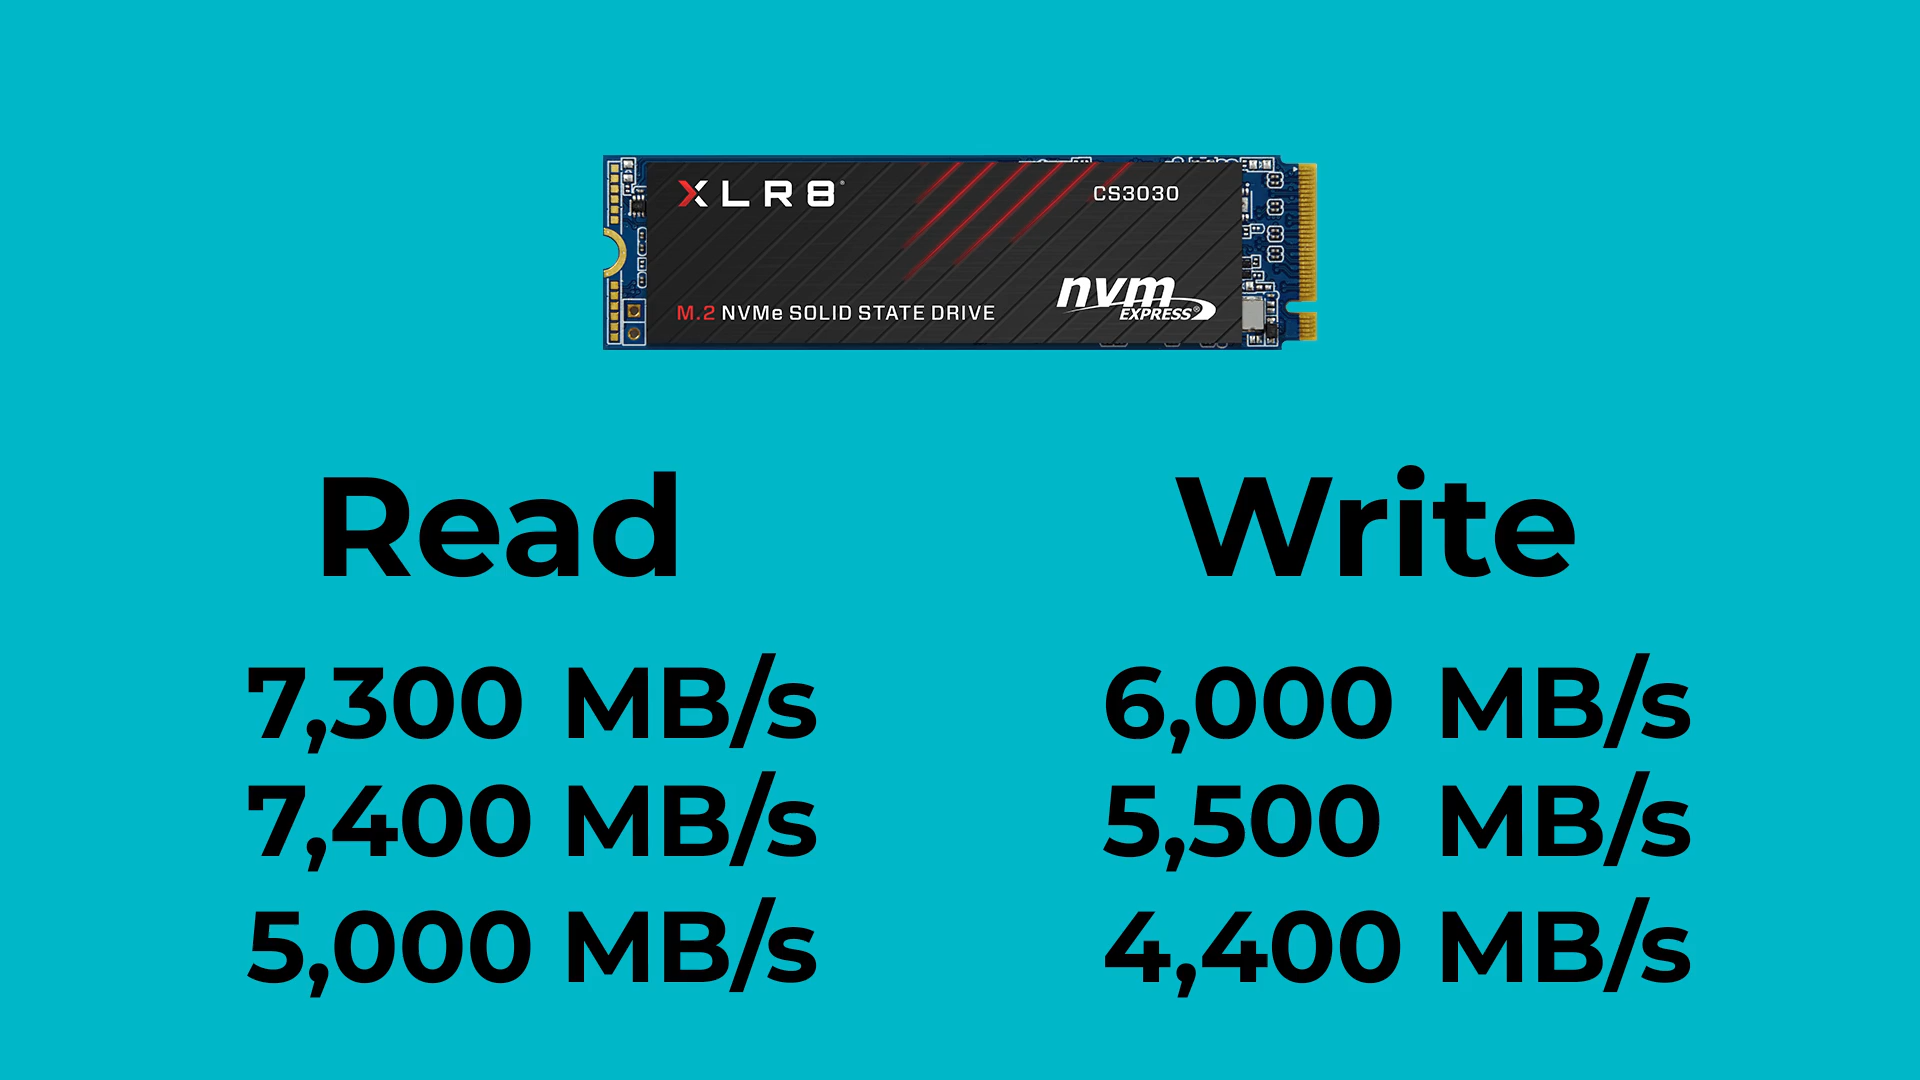 XLR8® CS3030
M.2 NVMe SOLID STATE DRIVE
nvm
EXPRESS®
Read Write
7,300 MB/s 6,000 MB/s
7,400 MB/s 5,500 MB/s
5,000 MB/s 4,400 MB/s